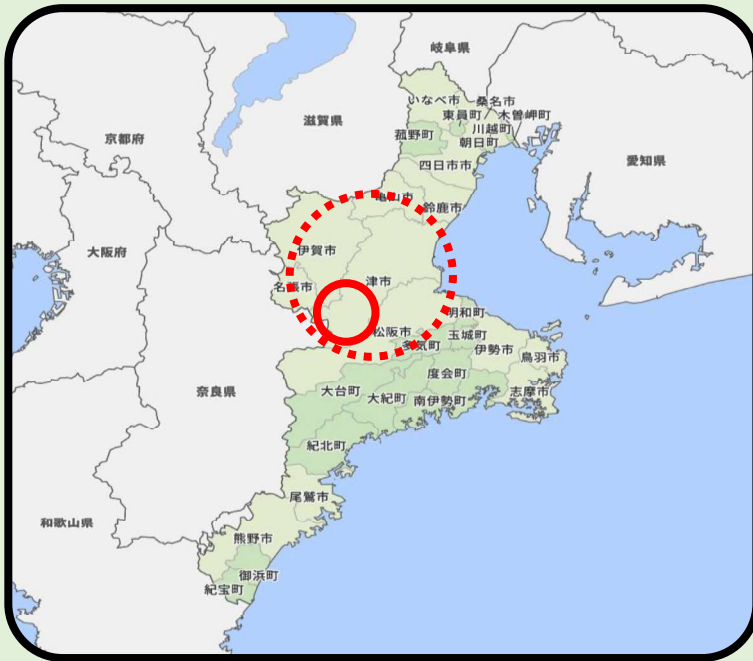 岐阜県
いなべ市
桑名市
東員町
木曽岬町
滋賀県
川越町
菰野町
朝日町
京都府
愛知県
四日市市
亀山市
鈴鹿市
伊賀市
大阪府
津市
名張市
明和町
松阪市
玉城町
多気町
伊勢市
鳥羽市
度会町
奈良県
大台町
志摩市
大紀町
南伊勢町
紀北町
尾鷲市
和歌山県
熊野市
御浜町
紀宝町